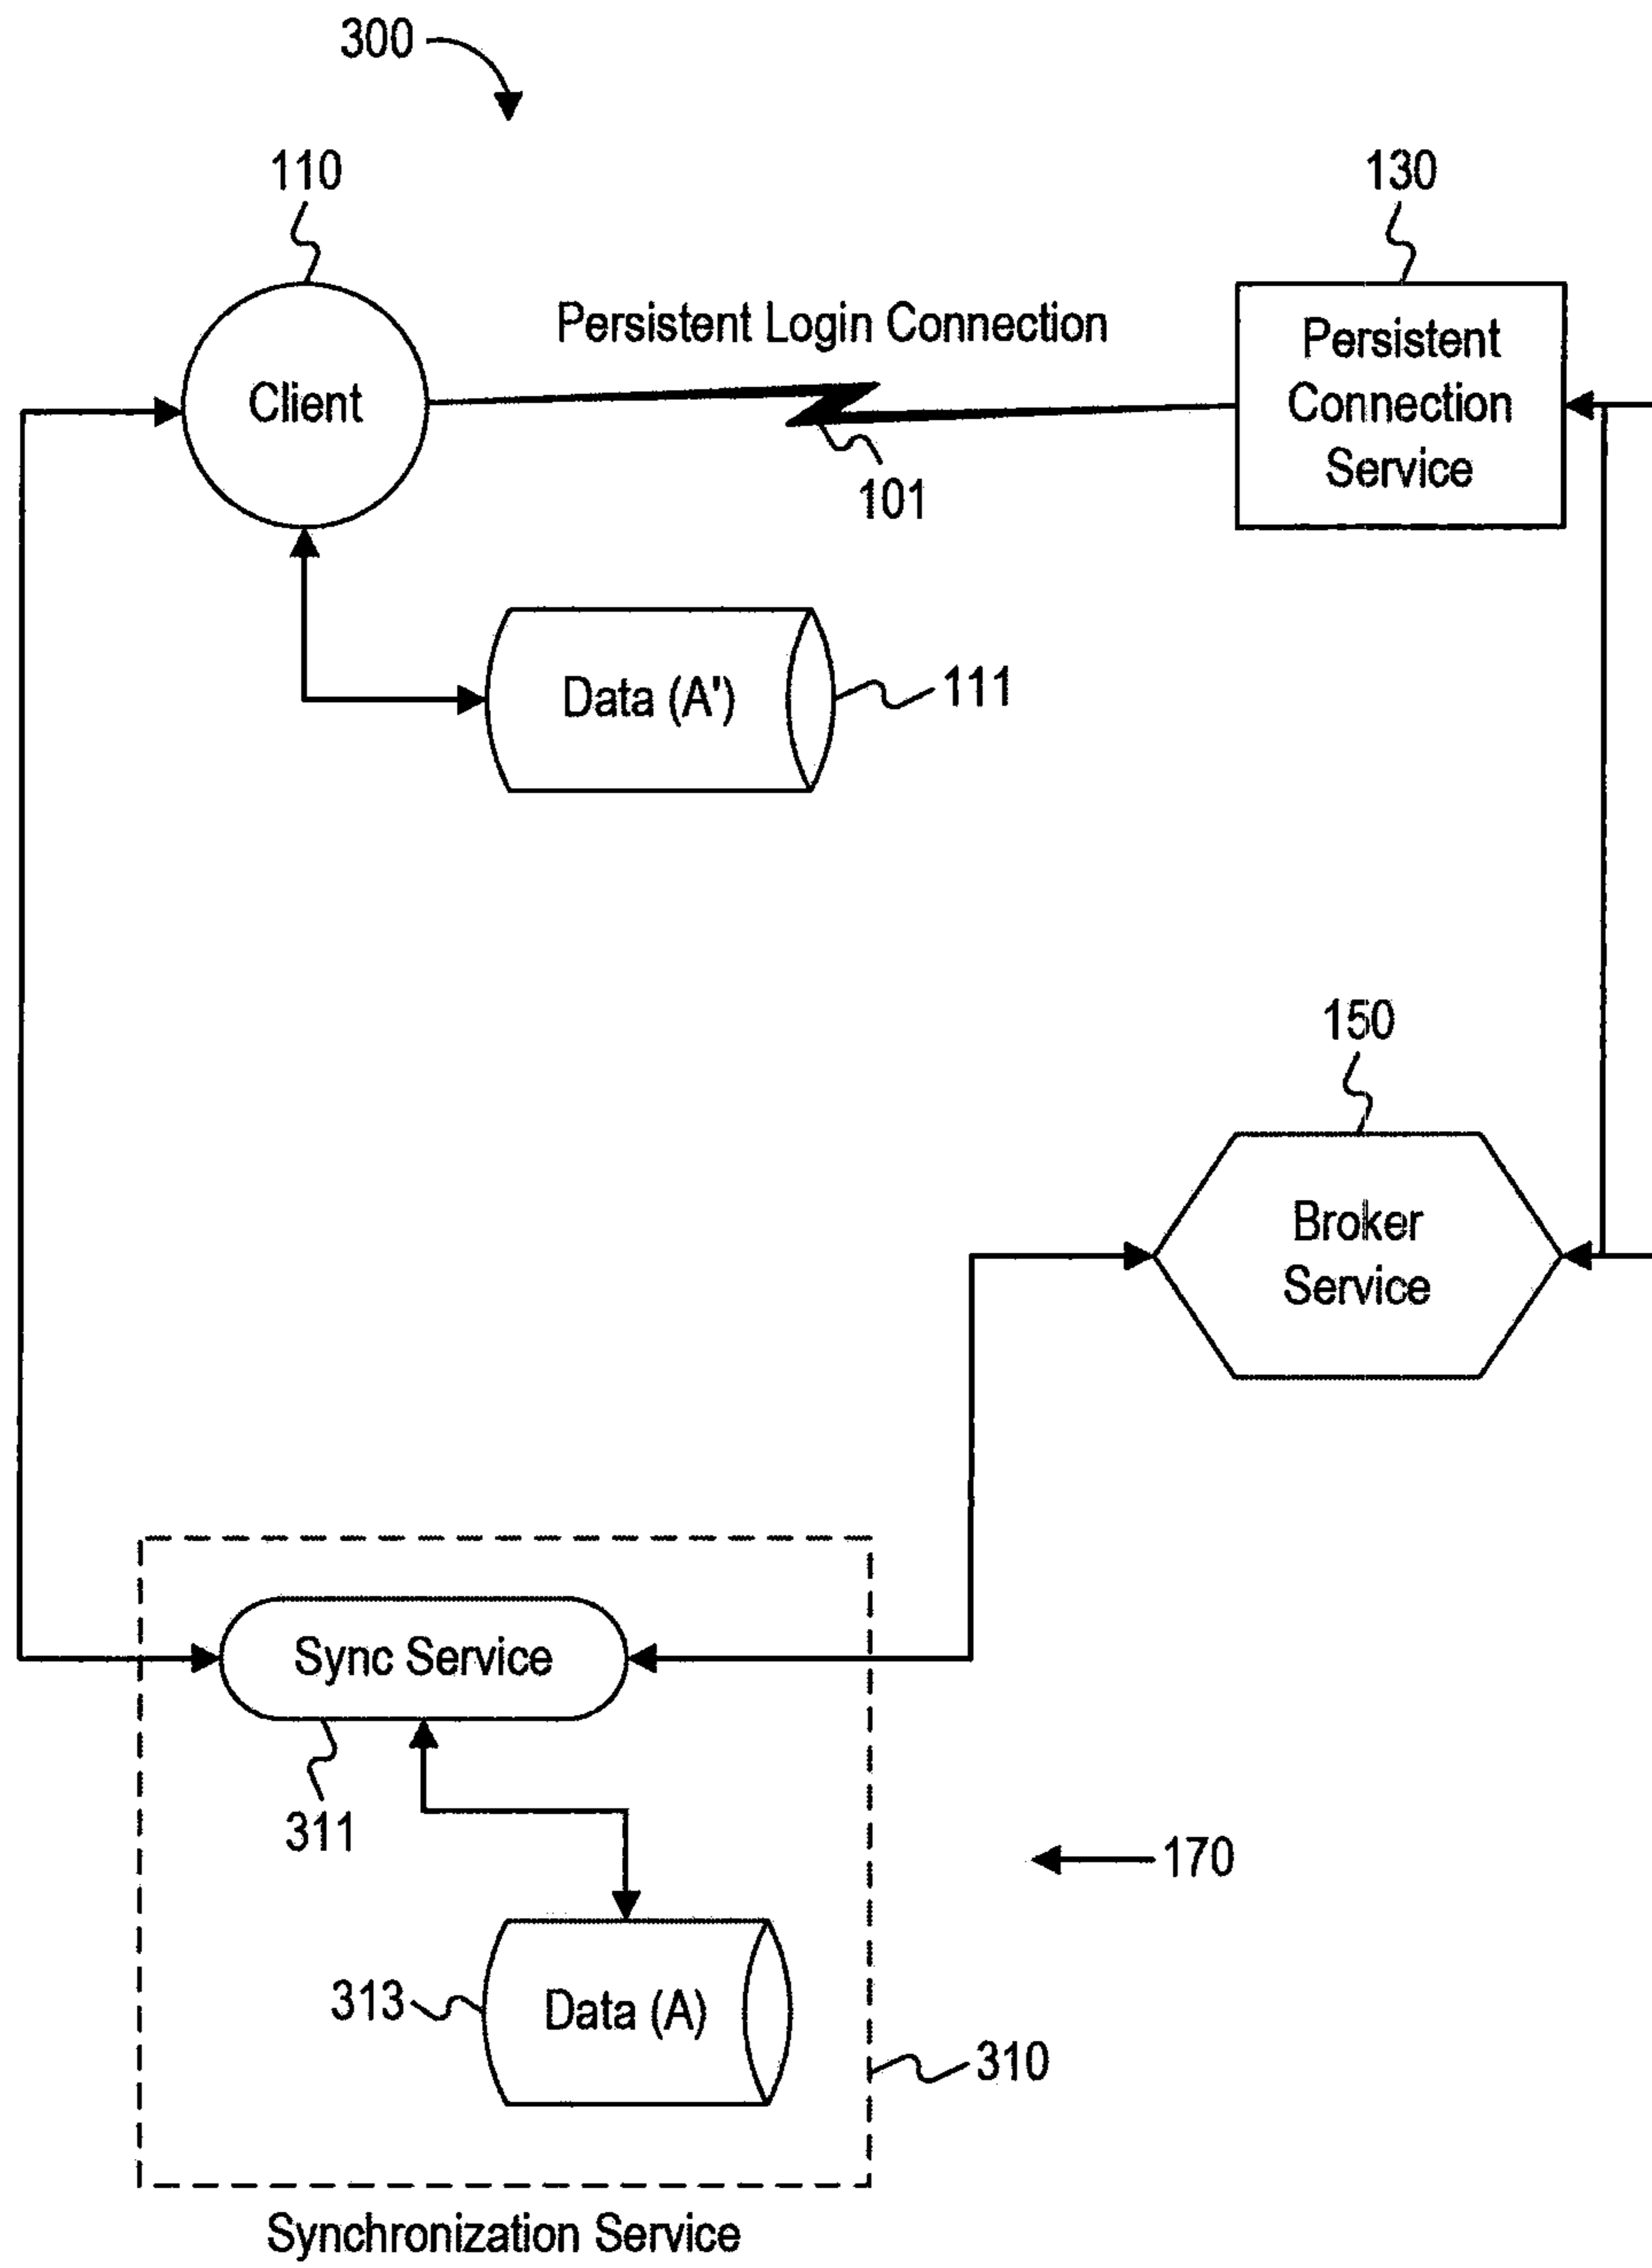 300
110
130
Persistent Login Connection
Persistent
Connection
Service
Client
101
Data (A')
111
150
Broker
Service
Sync Service
311
170
313
Data (A)
310
Synchronization Service